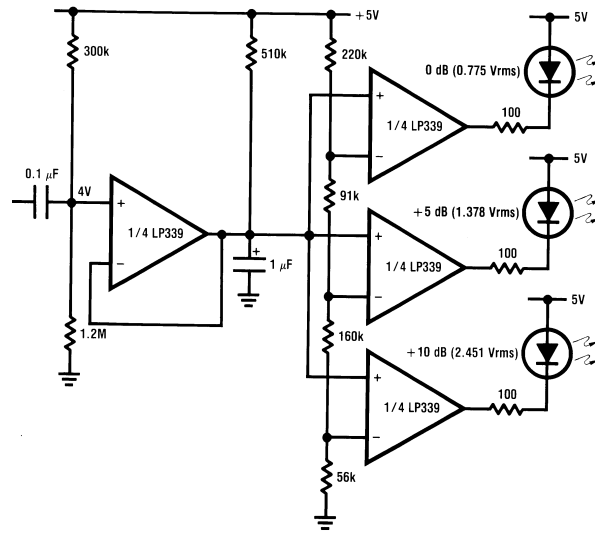 +5V
5V
300k
510k
220k
0 dB (0.775 Vrms)
+
1/4 LP339
100
−
0.1 μF
4V
91k
5V
+5 dB (1.378 Vrms)
+
1/4 LP339
−
+
1 μF
+
1/4 LP339
100
−
1.2M
160k
5V
+10 dB (2.451 Vrms)
+
1/4 LP339
100
−
56k